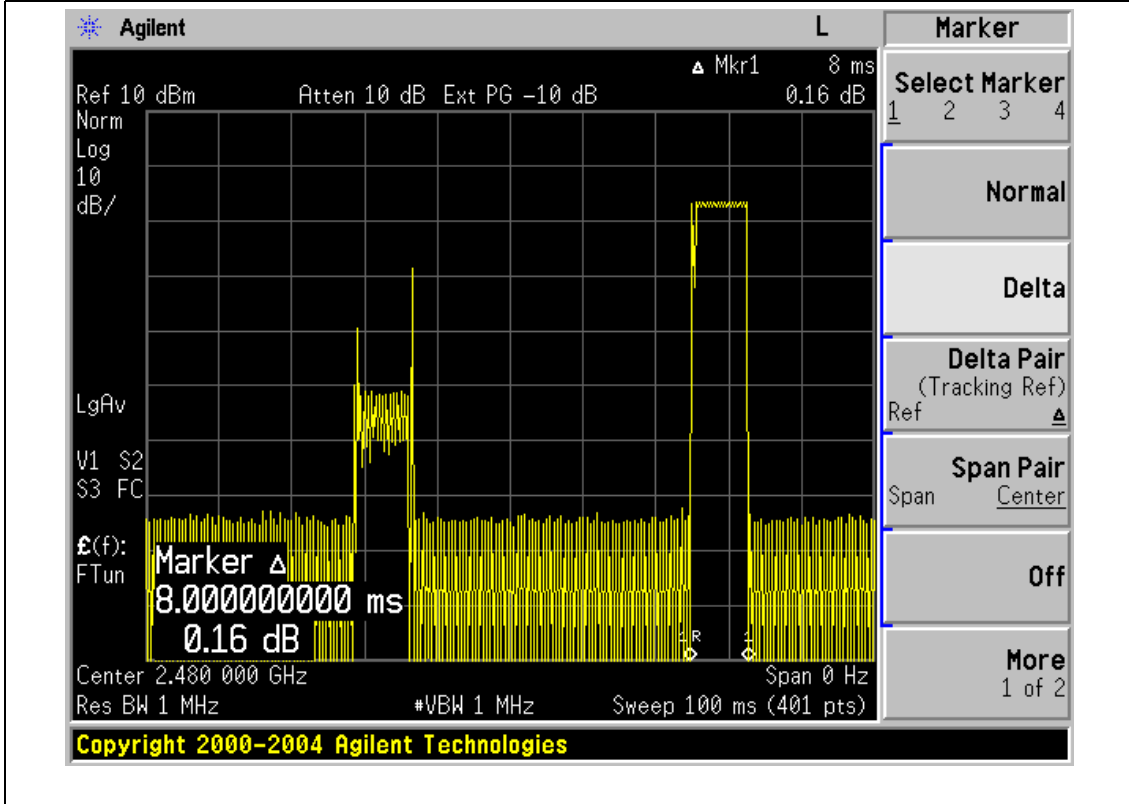 Agilent L
Δ Mkr1 8 ms
Ref 10 dBm Atten 10 dB Ext PG –10 dB 0.16 dB
Norm
Log
10
dB/
LgAv
V1 S2
S3 FC
£(f):
FTun
Marker Δ
8.000000000 ms
0.16 dB
1R 1
Center 2.480 000 GHz Span 0 Hz
Res BW 1 MHz #VBW 1 MHz Sweep 100 ms (401 pts)
Copyright 2000–2004 Agilent Technologies
Marker
Select Marker
1 2 3 4
Normal
Delta
Delta Pair
(Tracking Ref)
Ref Δ
Span Pair
Span Center
Off
More
1 of 2